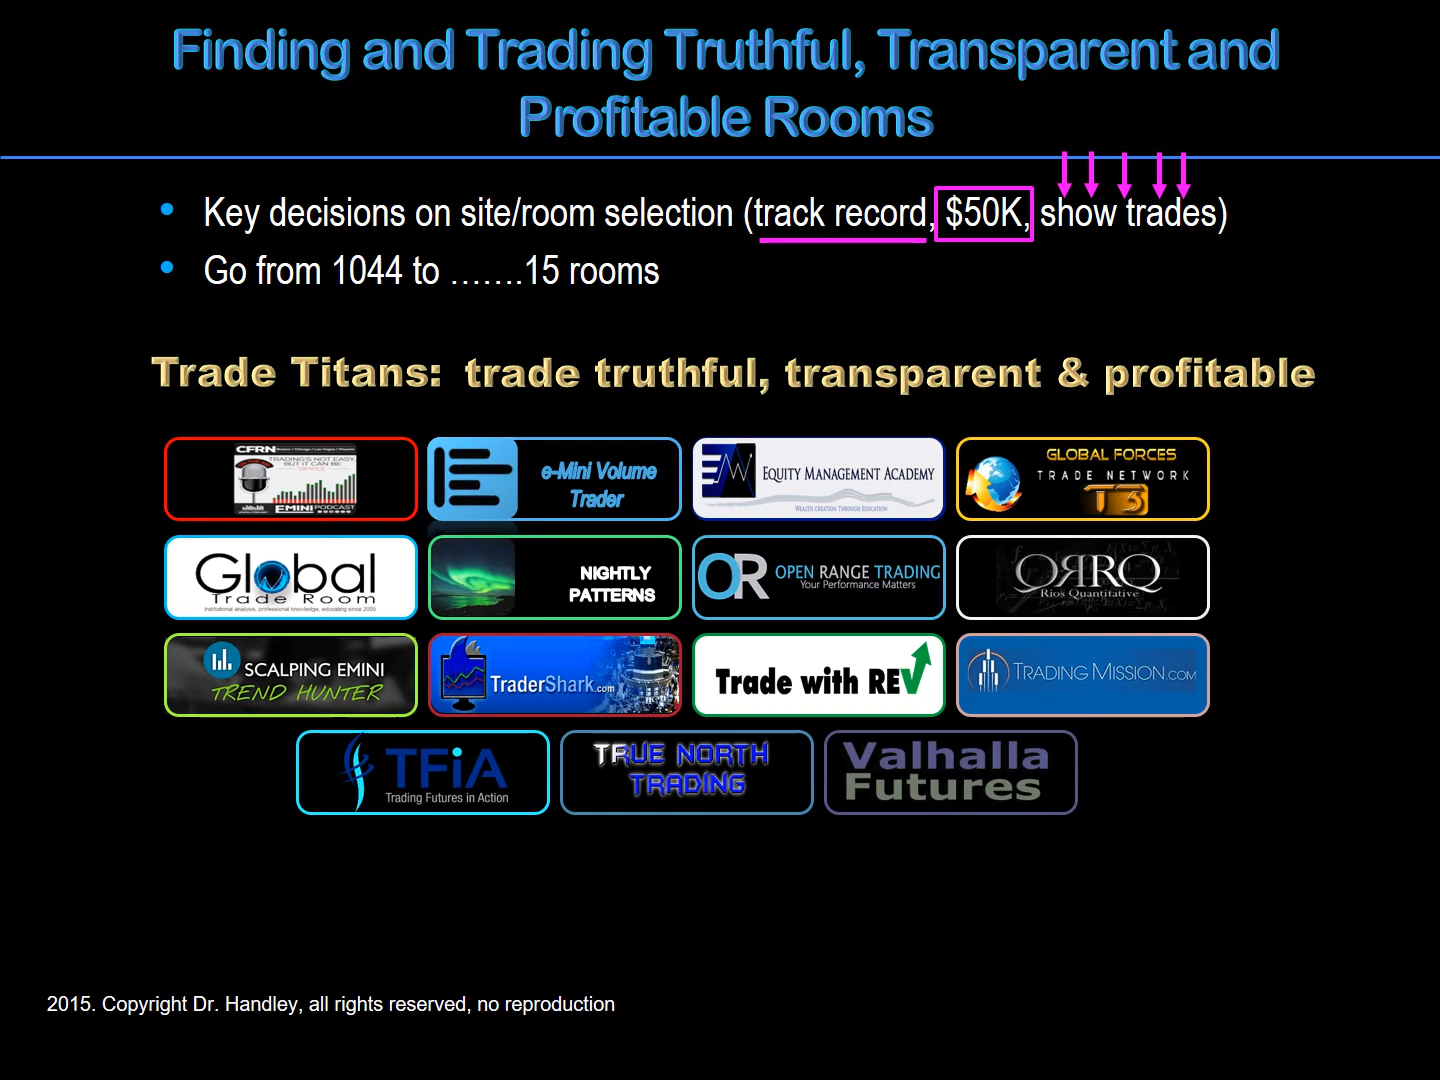 Finding and Trading Truthful, Transparent and
Profitable Rooms
Key decisions on site/room selection (track record, $50K, show trades)
Go from 1044 to …….15 rooms
Trade Titans: trade truthful, transparent & profitable
CFRN
TRADING'S NOT EASY
BUT IT CAN BE
SIMPLE
EMINI PODCAST
e-Mini Volume
Trader
EQUITY MANAGEMENT ACADEMY
WEALTH CREATION THROUGH EDUCATION
GLOBAL FORCES
TRADE NETWORK
T3
Global
Trade Room
Institutional analysis, professional knowledge, educating since 2005
NIGHTLY
PATTERNS
OR OPEN RANGE TRADING
Your Performance Matters
Rios Quantitative
SCALPING EMINI
TREND HUNTER
TraderShark.com
Trade with REV
TRADINGMISSION.COM
TFiA
Trading Futures in Action
TRUE NORTH
TRADING
Valhalla
Futures
2015. Copyright Dr. Handley, all rights reserved, no reproduction